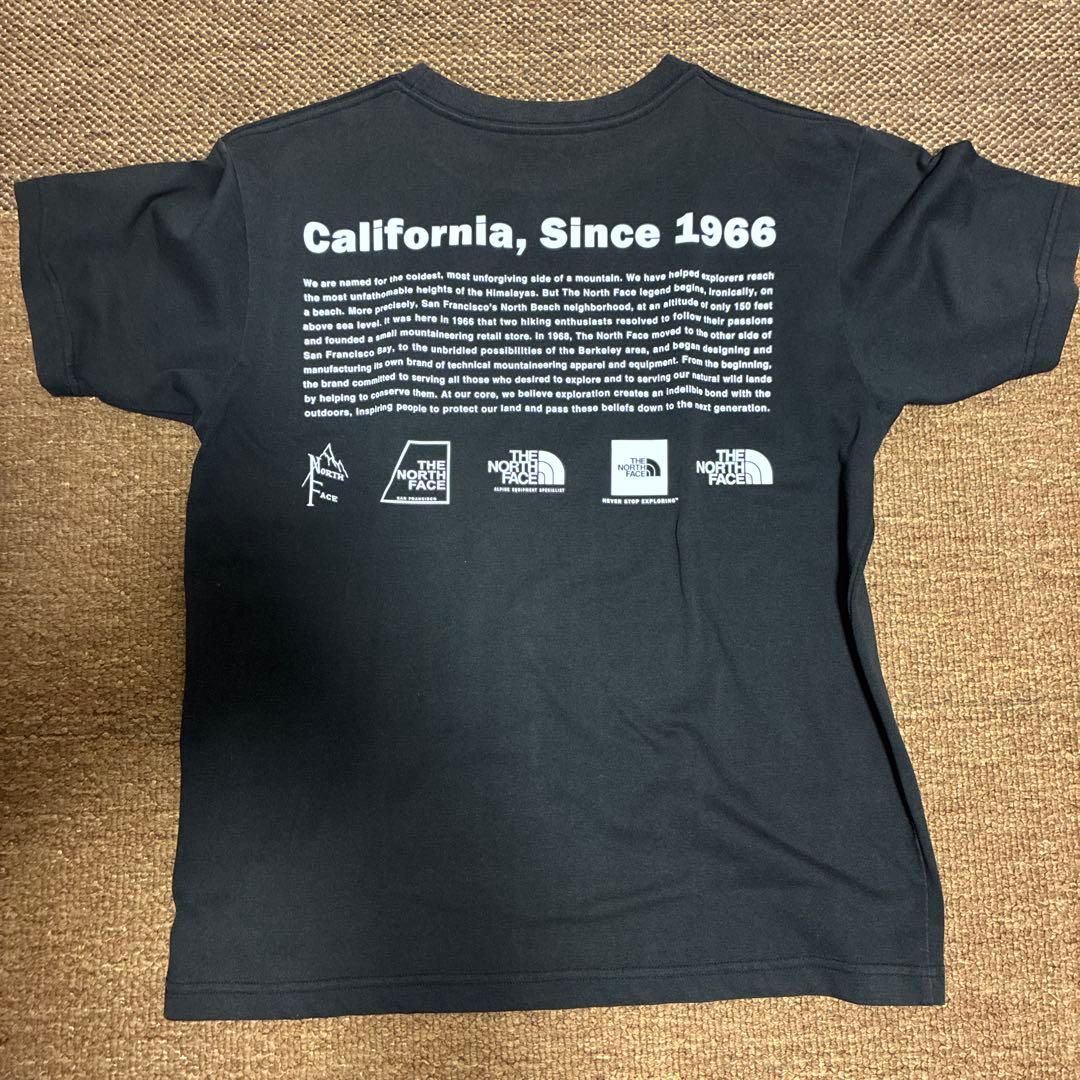 California, Since 1966
We are named for the coldest, most unforgiving side of a mountain. We have helped explorers reach
the most unfathomable heights of the Himalayas. But The North Face legend begins, ironically, on
a beach. More precisely, San Francisco's North Beach neighborhood, at an altitude of only 150 feet
above sea level. It was here in 1966 that two hiking enthusiasts resolved to follow their passions
and founded a small mountaineering retail store. In 1968, The North Face moved to the other side of
San Francisco Bay, to the unbridled possibilities of the Berkeley area, and began designing and
manufacturing its own brand of technical mountaineering apparel and equipment. From the beginning,
the brand committed to serving all those who desired to explore and to serving our natural wild lands
by helping to conserve them. At our core, we believe exploration creates an indelible bond with the
outdoors, Inspiring people to protect our land and pass these beliefs down to the next generation.
North
Face
THE
NORTH
FACE
SAN FRANCISCO
THE
NORTH
FACE
ALPINE EQUIPMENT SPECIALIST
THE
NORTH
FACE
NEVER STOP EXPLORING™
THE
NORTH
FACE